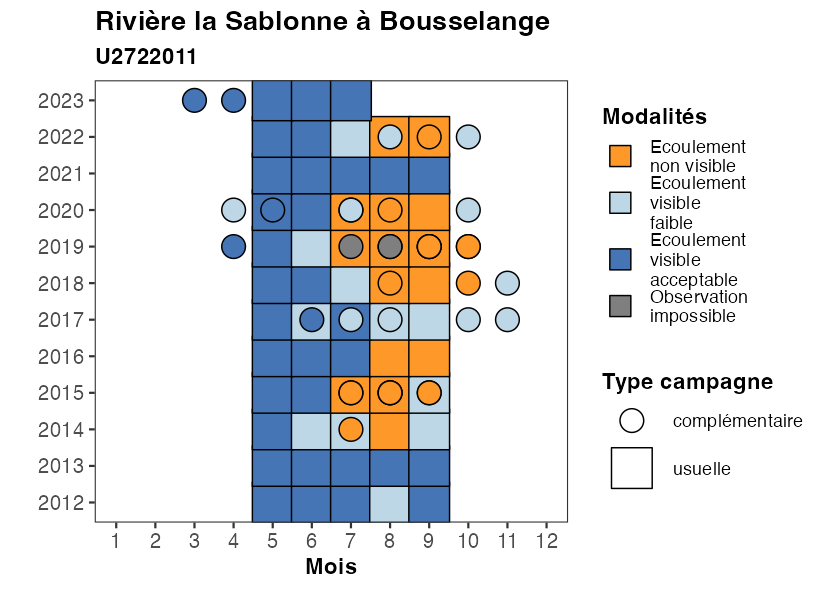 Rivière la Sablonne à Bousselange
U2722011
2023
2022
2021
2020
2019
2018
2017
2016
2015
2014
2013
2012
1 2 3 4 5 6 7 8 9 10 11 12
Mois
Modalités
Ecoulement
non visible
Ecoulement
visible
faible
Ecoulement
visible
acceptable
Observation
impossible
Type campagne
complémentaire
usuelle